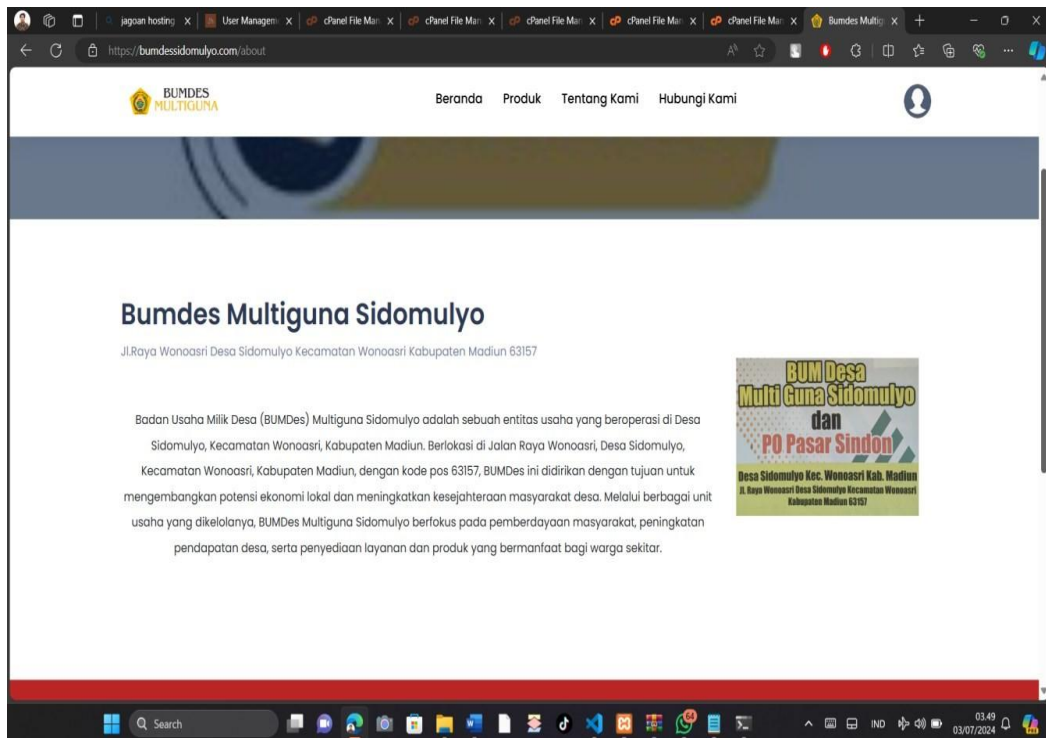 jagoan hosting
User Managem
cPanel File Man
cPanel File Man
cPanel File Man
cPanel File Man
cPanel File Man
Bumdes Multig
https://bumdessidomulyo.com/about
BUMDES
MULTIGUNA
Beranda Produk Tentang Kami Hubungi Kami
Bumdes Multiguna Sidomulyo
Jl.Raya Wonoasri Desa Sidomulyo Kecamatan Wonoasri Kabupaten Madiun 63157
Badan Usaha Milik Desa (BUMDes) Multiguna Sidomulyo adalah sebuah entitas usaha yang beroperasi di Desa
Sidomulyo, Kecamatan Wonoasri, Kabupaten Madiun. Berlokasi di Jalan Raya Wonoasri, Desa Sidomulyo,
Kecamatan Wonoasri, Kabupaten Madiun, dengan kode pos 63157, BUMDes ini didirikan dengan tujuan untuk
mengembangkan potensi ekonomi lokal dan meningkatkan kesejahteraan masyarakat desa. Melalui berbagai unit
usaha yang dikelolanya, BUMDes Multiguna Sidomulyo berfokus pada pemberdayaan masyarakat, peningkatan
pendapatan desa, serta penyediaan layanan dan produk yang bermanfaat bagi warga sekitar.
BUM Desa
Multi Guna Sidomulyo
dan
PO Pasar Sindon
Desa Sidomulyo Kec. Wonoasri Kab. Madiun
Jl. Raya Wonoasri Desa Sidomulyo Kecamatan Wonoasri
Kabupaten Madiun 63157
Search
64
IND
03.49
03/07/2024